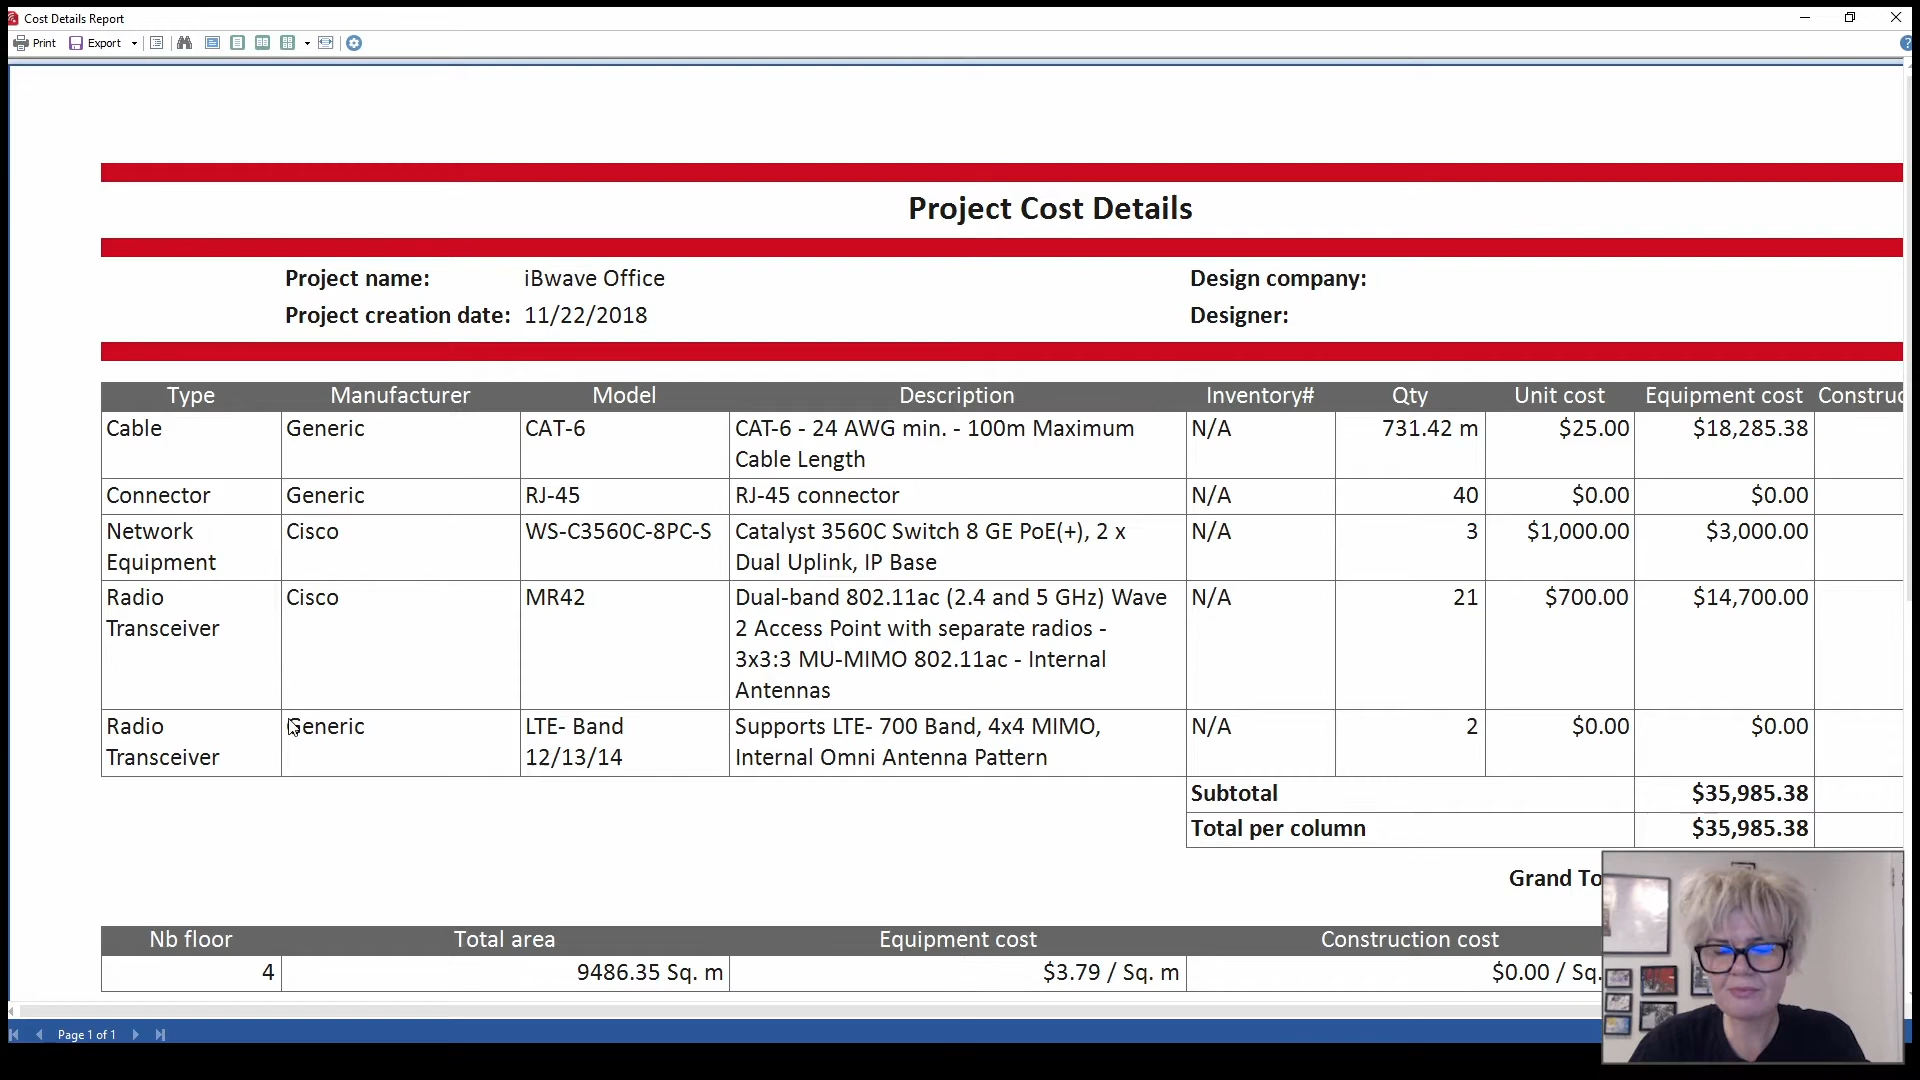 Cost Details Report
Print Export
Project Cost Details
Project name: iBwave Office Design company:
Project creation date: 11/22/2018 Designer:
Type Manufacturer Model Description Inventory# Qty Unit cost Equipment cost Construc
Cable Generic CAT-6 CAT-6 - 24 AWG min. - 100m Maximum N/A 731.42 m $25.00 $18,285.38
Cable Length
Connector Generic RJ-45 RJ-45 connector N/A 40 $0.00 $0.00
Network Cisco WS-C3560C-8PC-S Catalyst 3560C Switch 8 GE PoE(+), 2 x N/A 3 $1,000.00 $3,000.00
Equipment Dual Uplink, IP Base
Radio Cisco MR42 Dual-band 802.11ac (2.4 and 5 GHz) Wave N/A 21 $700.00 $14,700.00
Transceiver 2 Access Point with separate radios -
3x3:3 MU-MIMO 802.11ac - Internal
Antennas
Radio Generic LTE- Band Supports LTE- 700 Band, 4x4 MIMO, N/A 2 $0.00 $0.00
Transceiver 12/13/14 Internal Omni Antenna Pattern
Subtotal $35,985.38
Total per column $35,985.38
Grand To
Nb floor Total area Equipment cost Construction cost
4 9486.35 Sq. m $3.79 / Sq. m $0.00 / Sq.
Page 1 of 1